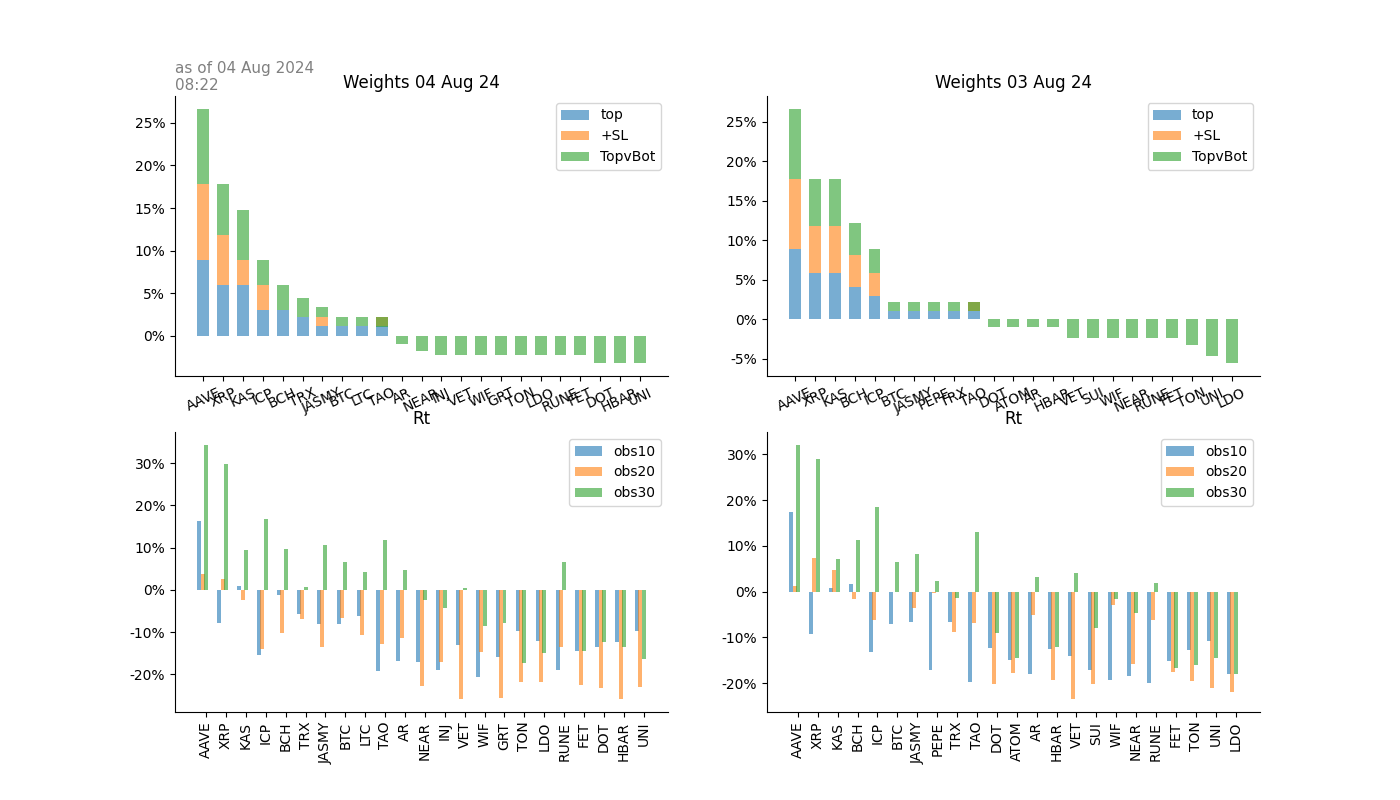 as of 04 Aug 2024
08:22
Weights 04 Aug 24
25%
20%
15%
10%
5%
0%
top
+SL
TopvBot
AAVE XRP KAS ICP BCH TRX JASMY BTC LTC TAO AR NEAR INJ VET WIF GRT TON LDO RUNE FET DOT HBAR UNI
Weights 03 Aug 24
25%
20%
15%
10%
5%
0%
-5%
top
+SL
TopvBot
AAVE XRP KAS BCH ICP BTC JASMY PEPE TRX TAO DOT ATOM AR HBAR VET SUI WIF NEAR RUNE FET TON UNI LDO
Rt
30%
20%
10%
0%
-10%
-20%
obs10
obs20
obs30
AAVE XRP KAS ICP BCH TRX JASMY BTC LTC TAO AR NEAR INJ VET WIF GRT TON LDO RUNE FET DOT HBAR UNI
Rt
30%
20%
10%
0%
-10%
-20%
obs10
obs20
obs30
AAVE XRP KAS BCH ICP BTC JASMY PEPE TRX TAO DOT ATOM AR HBAR VET SUI WIF NEAR RUNE FET TON UNI LDO